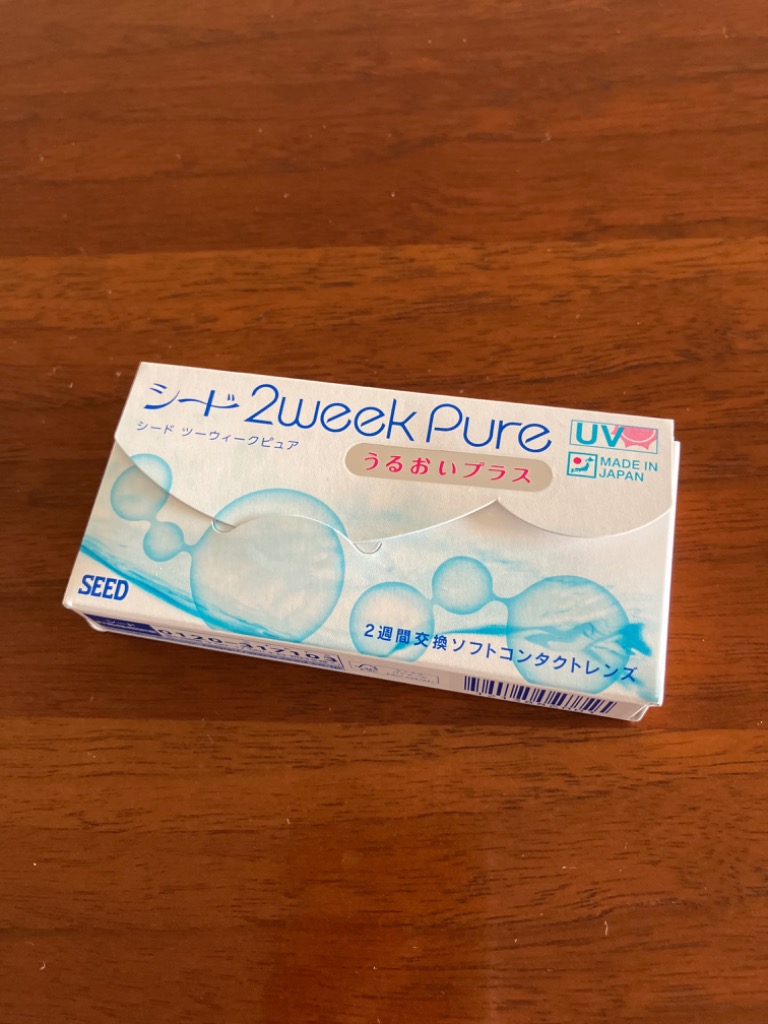 シード 2week Pure
シード ツーウィークピュア
うるおいプラス
UV
MADE IN
JAPAN
SEED
2週間交換ソフトコンタクトレンズ
0120-317103